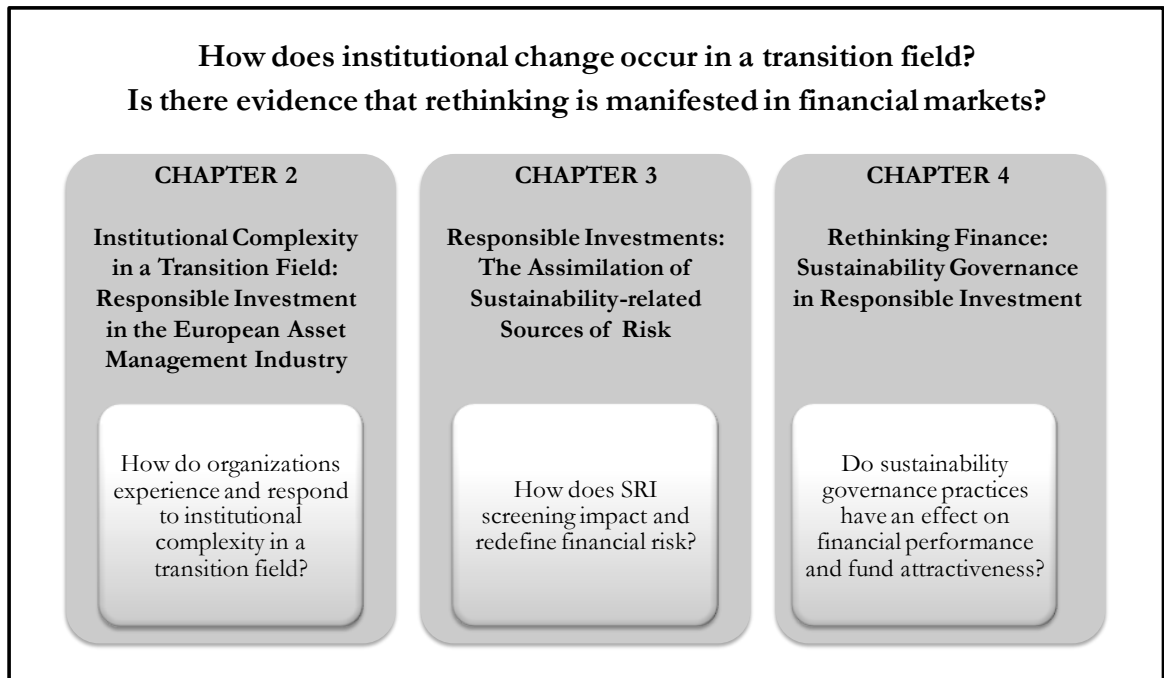 How does institutional change occur in a transition field?
Is there evidence that rethinking is manifested in financial markets?
CHAPTER 2
Institutional Complexity
in a Transition Field:
Responsible Investment
in the European Asset
Management Industry
How do organizations
experience and respond
to institutional
complexity in a
transition field?
CHAPTER 3
Responsible Investments:
The Assimilation of
Sustainability-related
Sources of Risk
How does SRI
screening impact and
redefine financial risk?
CHAPTER 4
Rethinking Finance:
Sustainability Governance
in Responsible Investment
Do sustainability
governance practices
have an effect on
financial performance
and fund attractiveness?